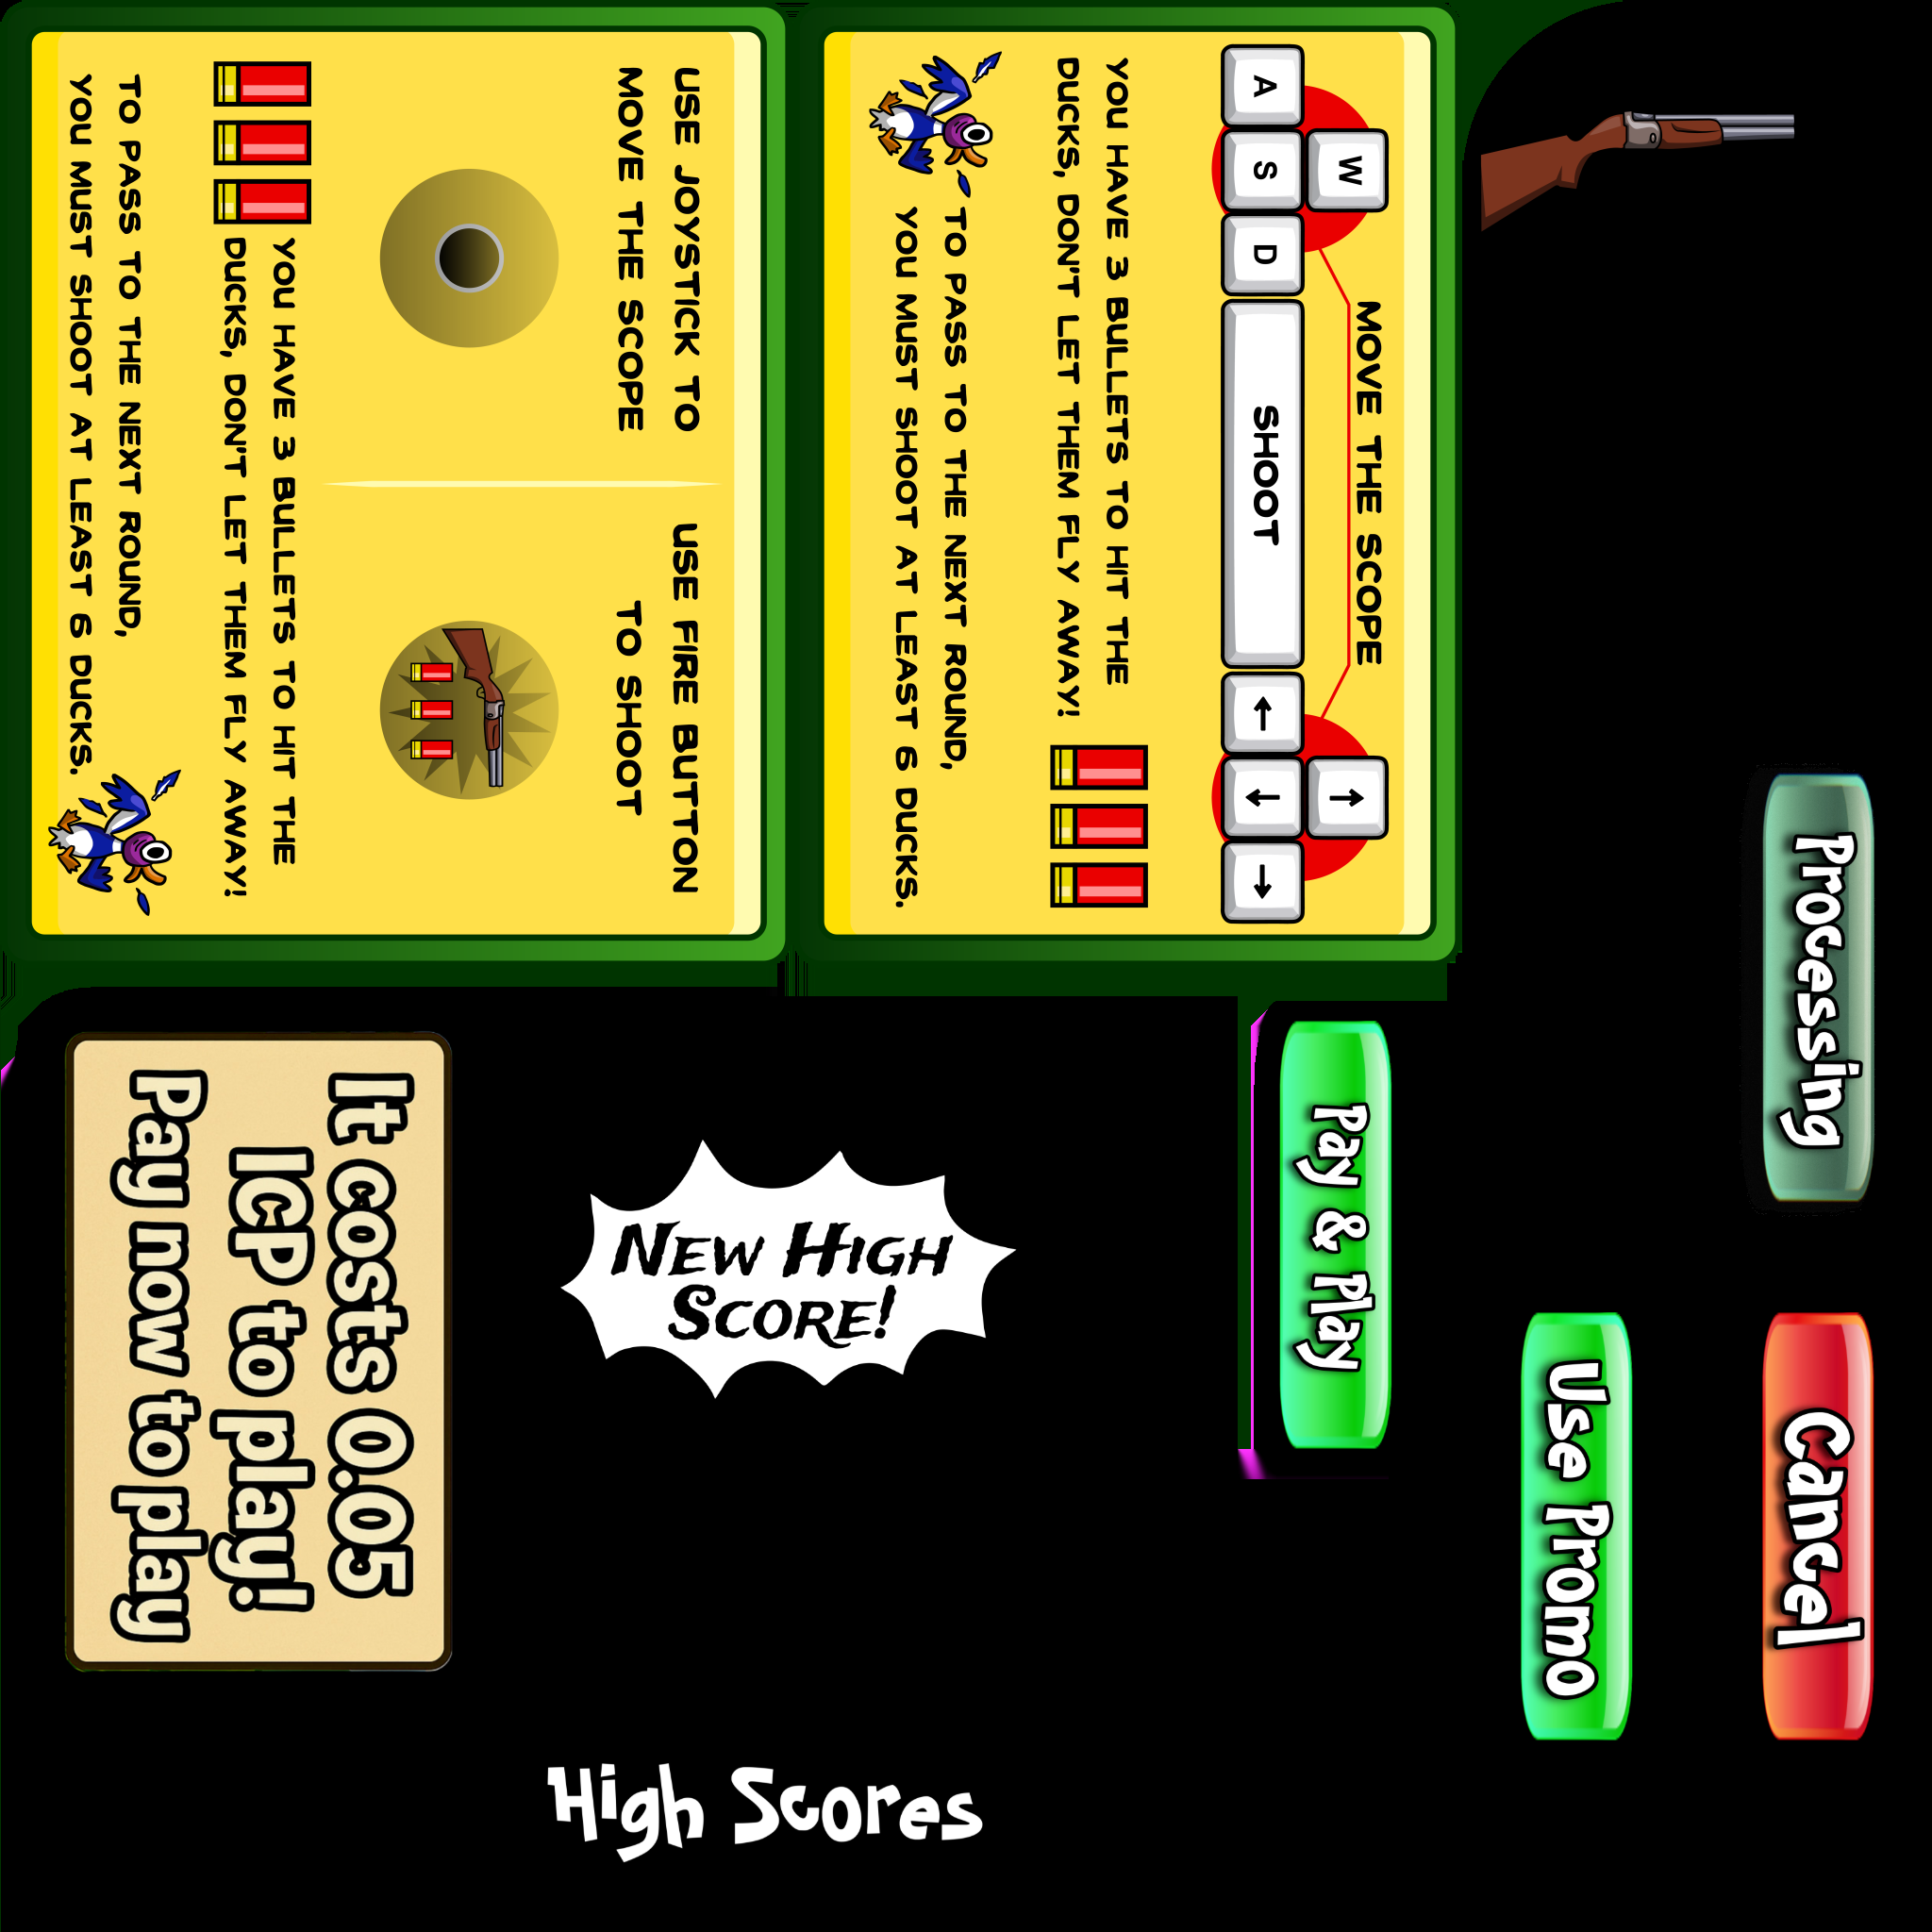 USE JOYSTICK TO
MOVE THE SCOPE
USE FIRE BUTTON
TO SHOOT
YOU HAVE 3 BULLETS TO HIT THE
DUCKS, DON'T LET THEM FLY AWAY!
TO PASS TO THE NEXT ROUND,
YOU MUST SHOOT AT LEAST 6 DUCKS.
MOVE THE SCOPE
W
↑
A S D SHOOT ← ↓ →
YOU HAVE 3 BULLETS TO HIT THE
DUCKS, DON'T LET THEM FLY AWAY!
TO PASS TO THE NEXT ROUND,
YOU MUST SHOOT AT LEAST 6 DUCKS.
Processing
It costs 0.05
ICP to play!
Pay now to play
NEW HIGH
SCORE!
Pay & Play
Use Promo
Cancel
High Scores